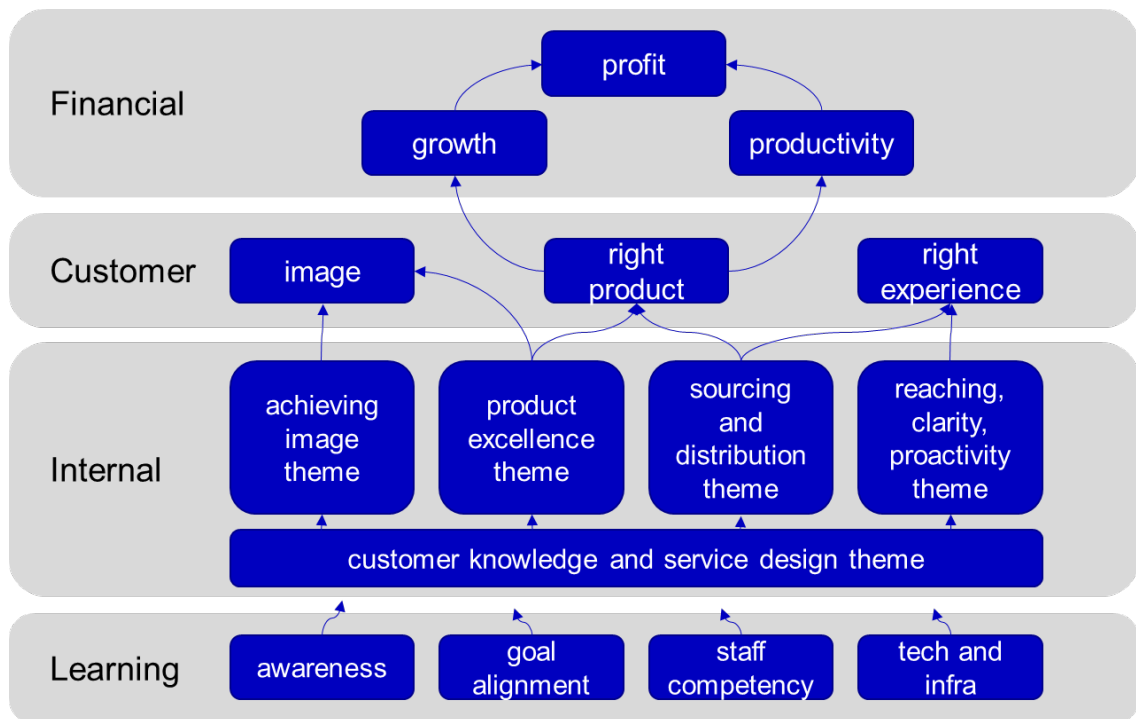 Financial
profit
growth
productivity
Customer
image
right
product
right
experience
Internal
achieving
image
theme
product
excellence
theme
sourcing
and
distribution
theme
reaching,
clarity,
proactivity
theme
customer knowledge and service design theme
Learning
awareness
goal
alignment
staff
competency
tech and
infra